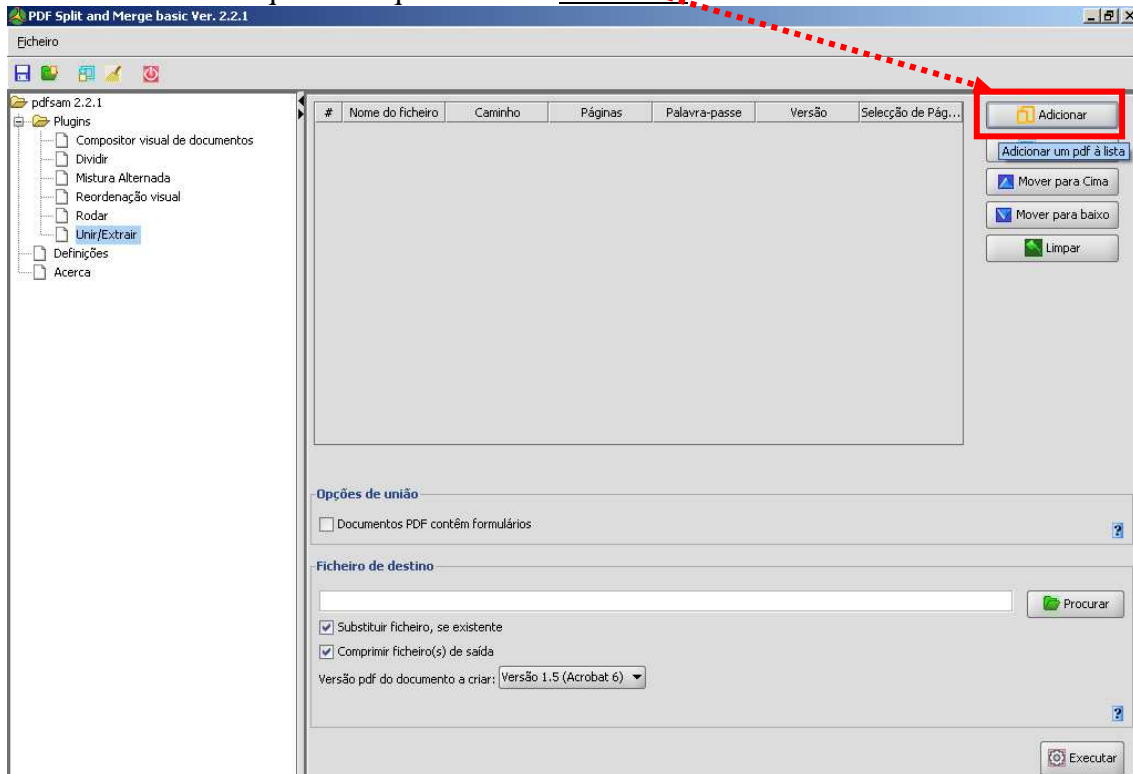 PDF Split and Merge basic Ver. 2.2.1
Ficheiro
pdfsam 2.2.1
Plugins
Compositor visual de documentos
Dividir
Mistura Alternada
Reordenação visual
Rodar
Unir/Extrair
Definições
Acerca
# Nome do ficheiro Caminho Páginas Palavra-passe Versão Selecção de Pág...
Adicionar
Adicionar um pdf à lista
Mover para Cima
Mover para baixo
Limpar
Opções de união
Documentos PDF contêm formulários
?
Ficheiro de destino
Procurar
Substituir ficheiro, se existente
Comprimir ficheiro(s) de saída
Versão pdf do documento a criar: Versão 1.5 (Acrobat 6)
?
Executar